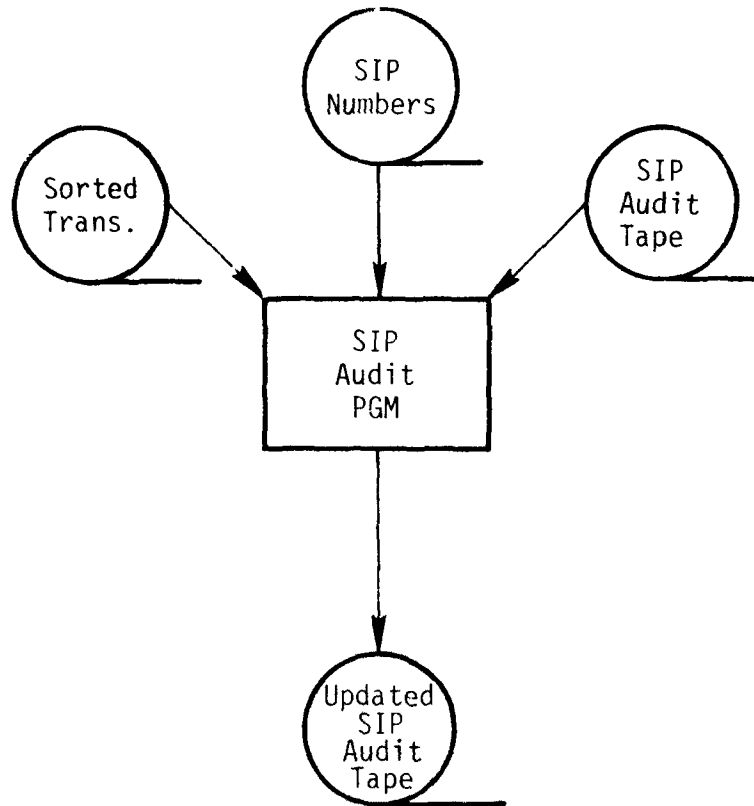 SIP
Numbers
Sorted
Trans.
SIP
Audit
Tape
SIP
Audit
PGM
Updated
SIP
Audit
Tape